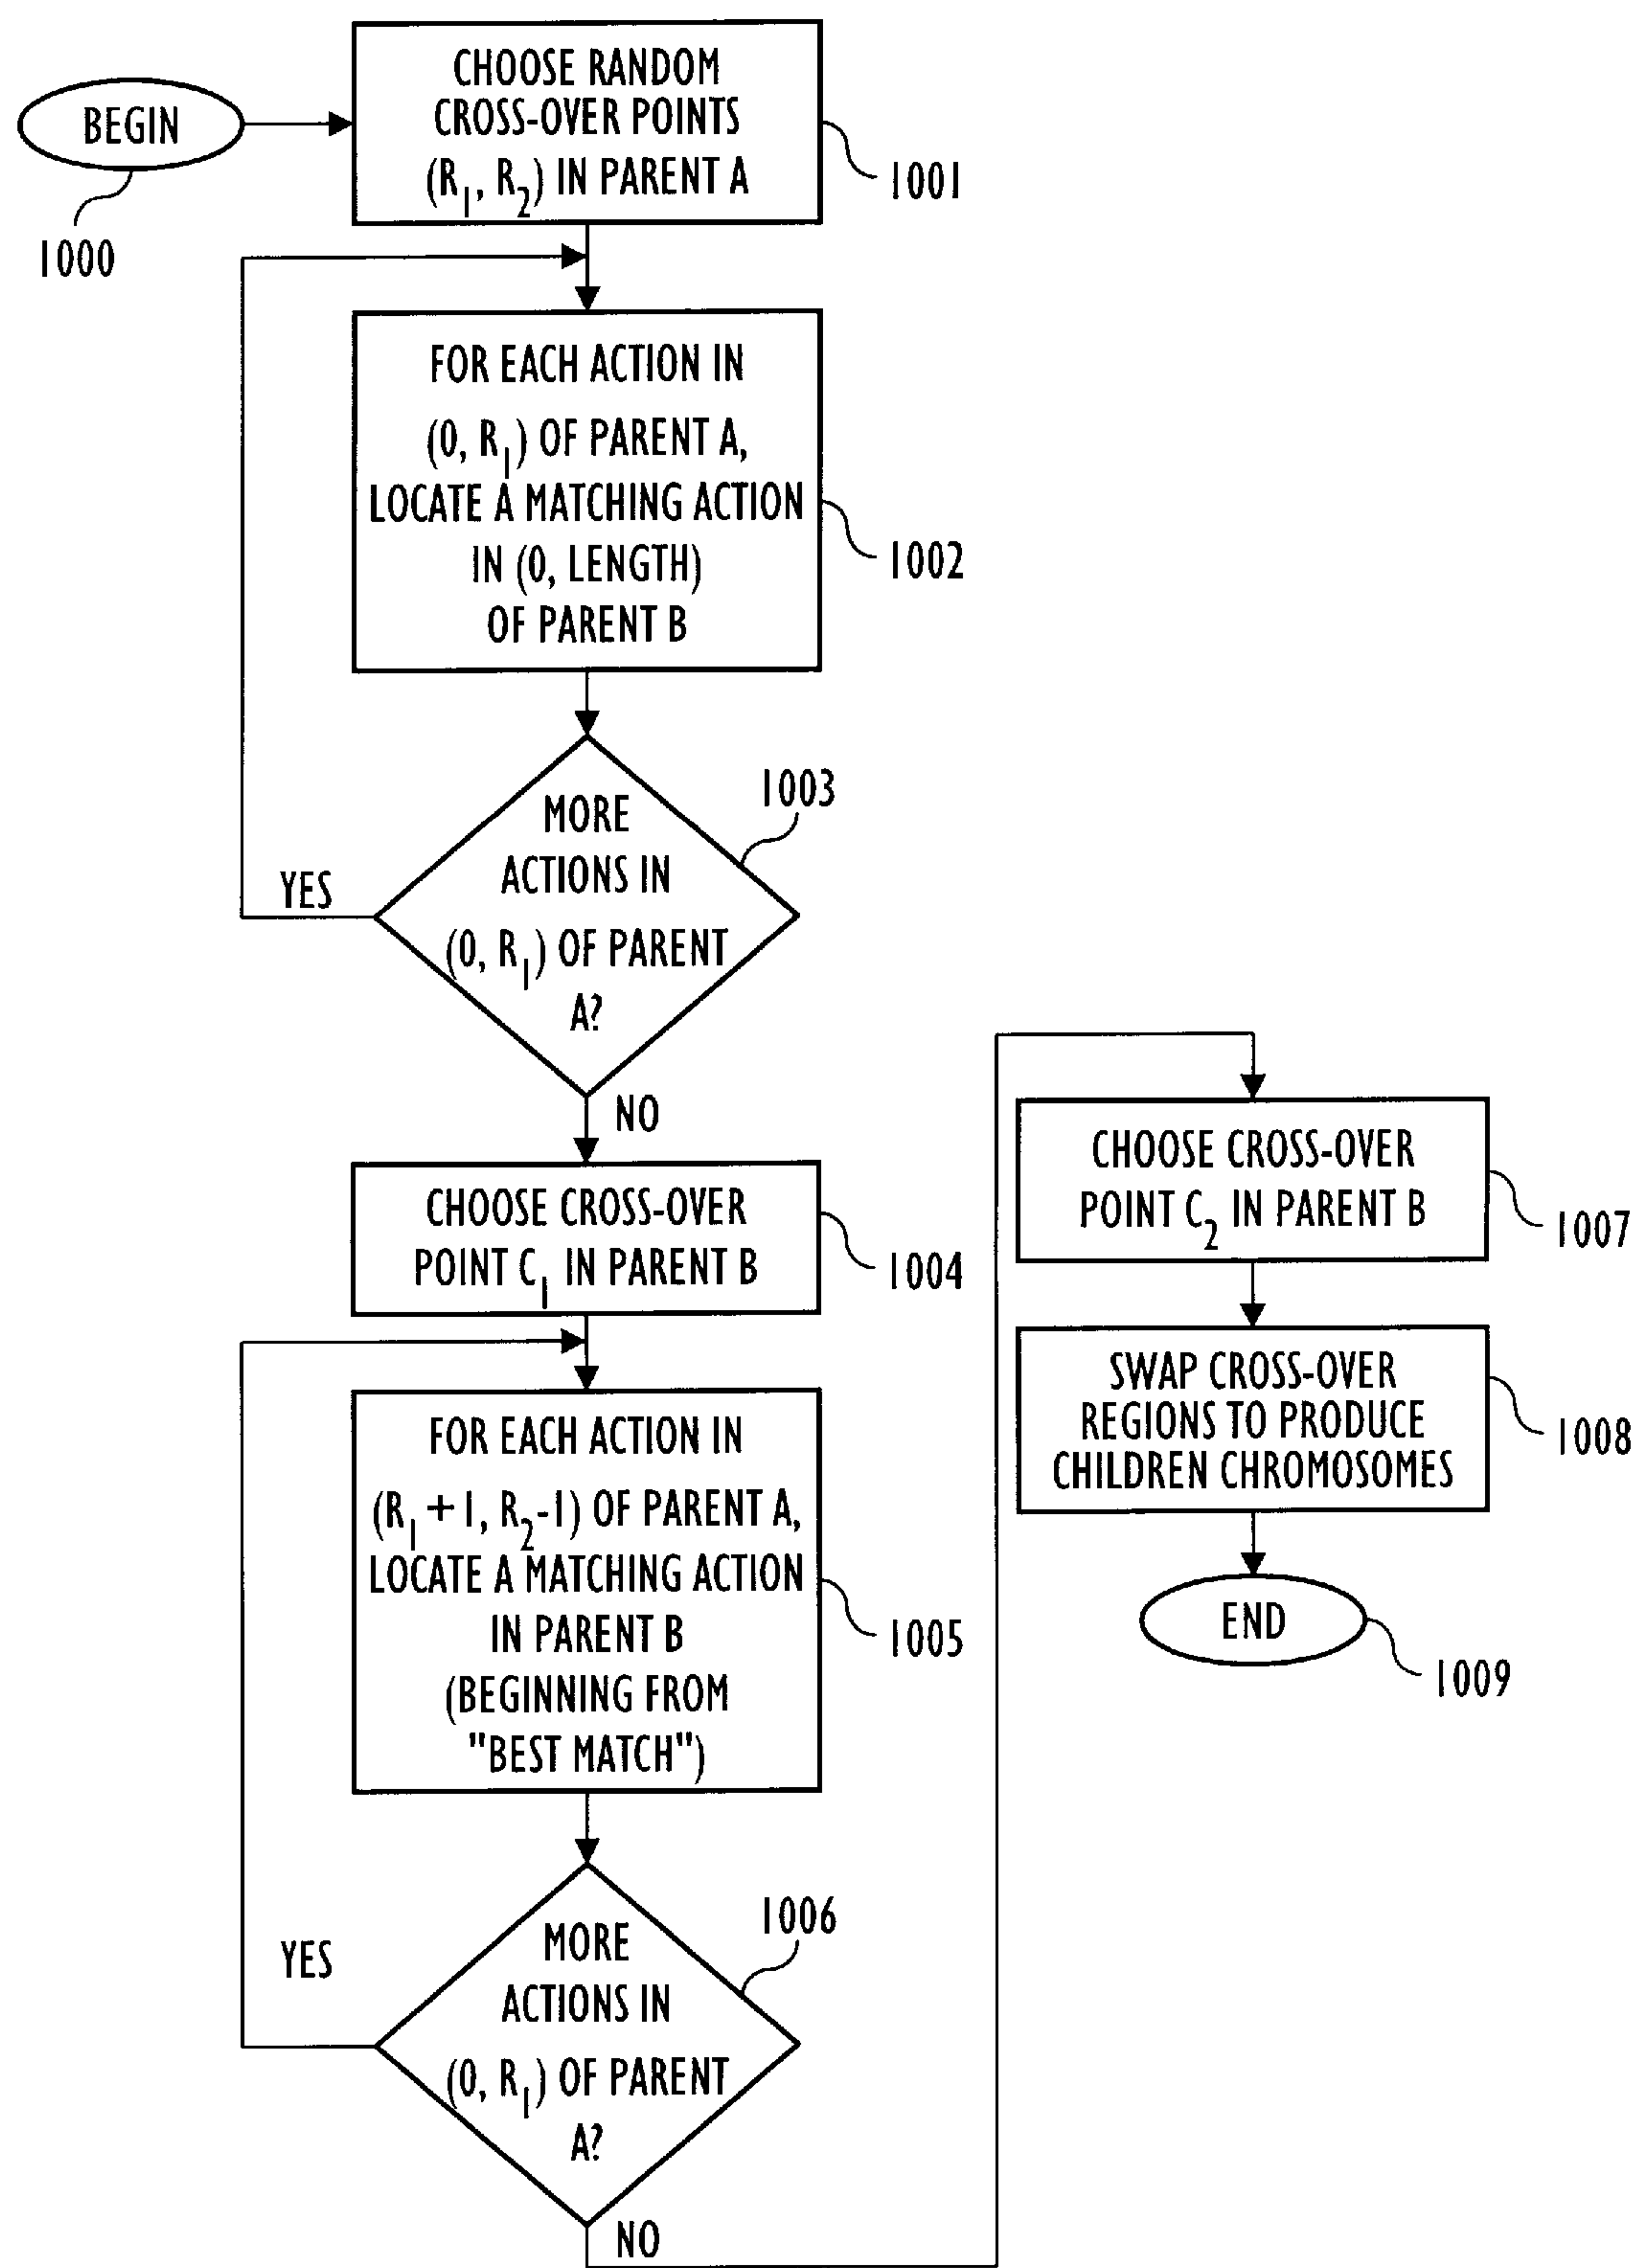 BEGIN
1000
CHOOSE RANDOM
CROSS-OVER POINTS
(R₁, R₂) IN PARENT A
1001
FOR EACH ACTION IN
(0, R₁) OF PARENT A,
LOCATE A MATCHING ACTION
IN (0, LENGTH)
OF PARENT B
1002
MORE
ACTIONS IN
(0, R₁) OF PARENT
A?
1003
YES
NO
CHOOSE CROSS-OVER
POINT C₁ IN PARENT B
1004
FOR EACH ACTION IN
(R₁+1, R₂-1) OF PARENT A,
LOCATE A MATCHING ACTION
IN PARENT B
(BEGINNING FROM
"BEST MATCH")
1005
MORE
ACTIONS IN
(0, R₁) OF PARENT
A?
1006
YES
NO
CHOOSE CROSS-OVER
POINT C₂ IN PARENT B
1007
SWAP CROSS-OVER
REGIONS TO PRODUCE
CHILDREN CHROMOSOMES
1008
END
1009